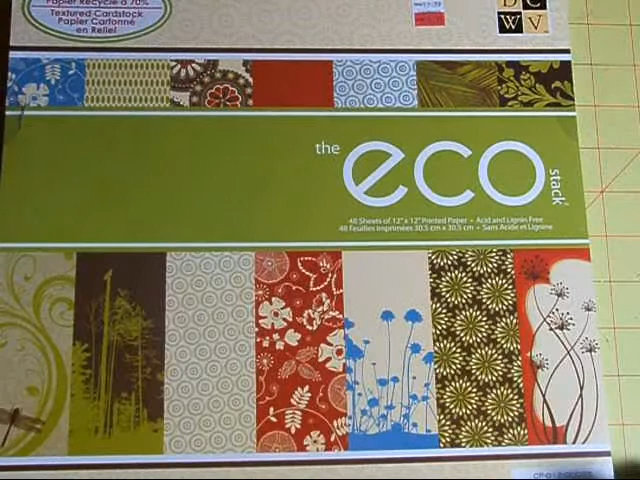 Papier Recyclé à 70%
Textured Cardstock
Papier Cartonné
en Relief
D C
W V.
the eco stack
48 Sheets of 12" x 12" Printed Paper • Acid and Lignin Free
48 Feuilles Imprimées 30.5 cm x 30.5 cm • Sans Acide et Lignine